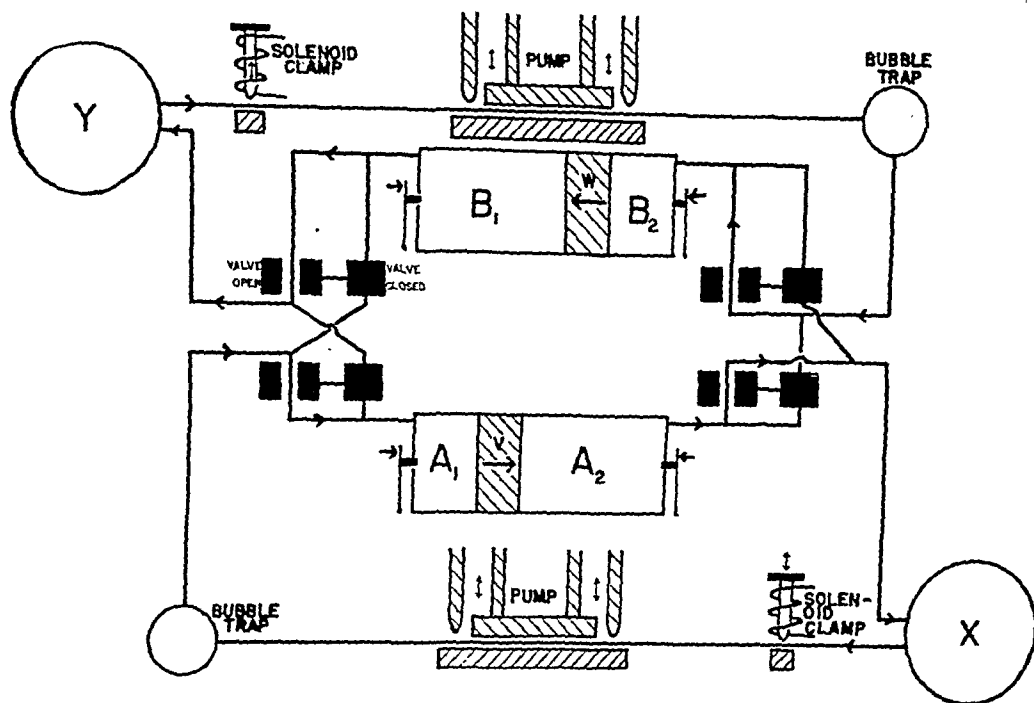 SOLENOID
CLAMP
PUMP
BUBBLE
TRAP
Y
B₁
W
B₂
VALVE
OPEN
VALVE
CLOSED
A₁
V
A₂
BUBBLE
TRAP
PUMP
SOLEN-
OID
CLAMP
X